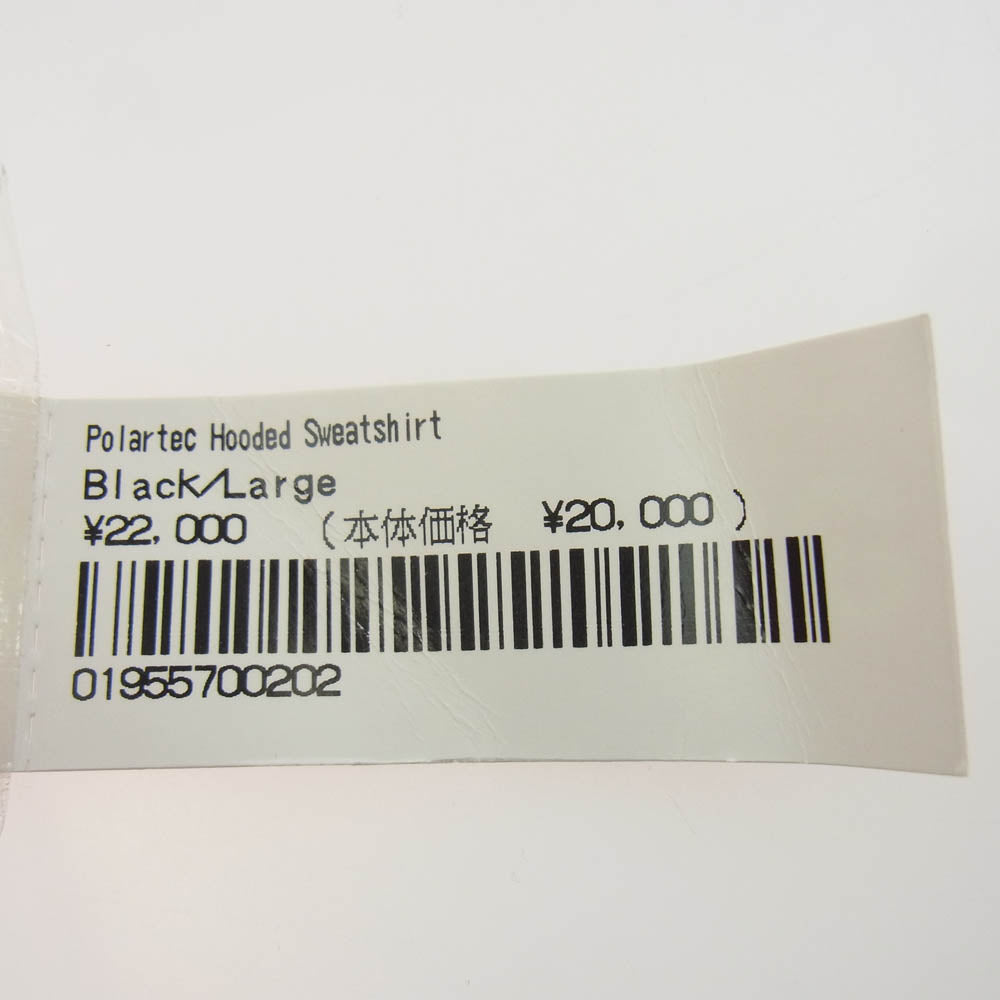 Polartec Hooded Sweatshirt
Black/Large
¥22,000 (本体価格 ¥20,000)
01955700202